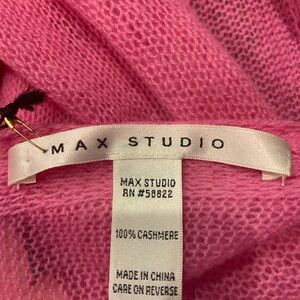 MAX STUDIO
MAX STUDIO
RN #58822
100% CASHMERE
MADE IN CHINA
CARE ON REVERSE